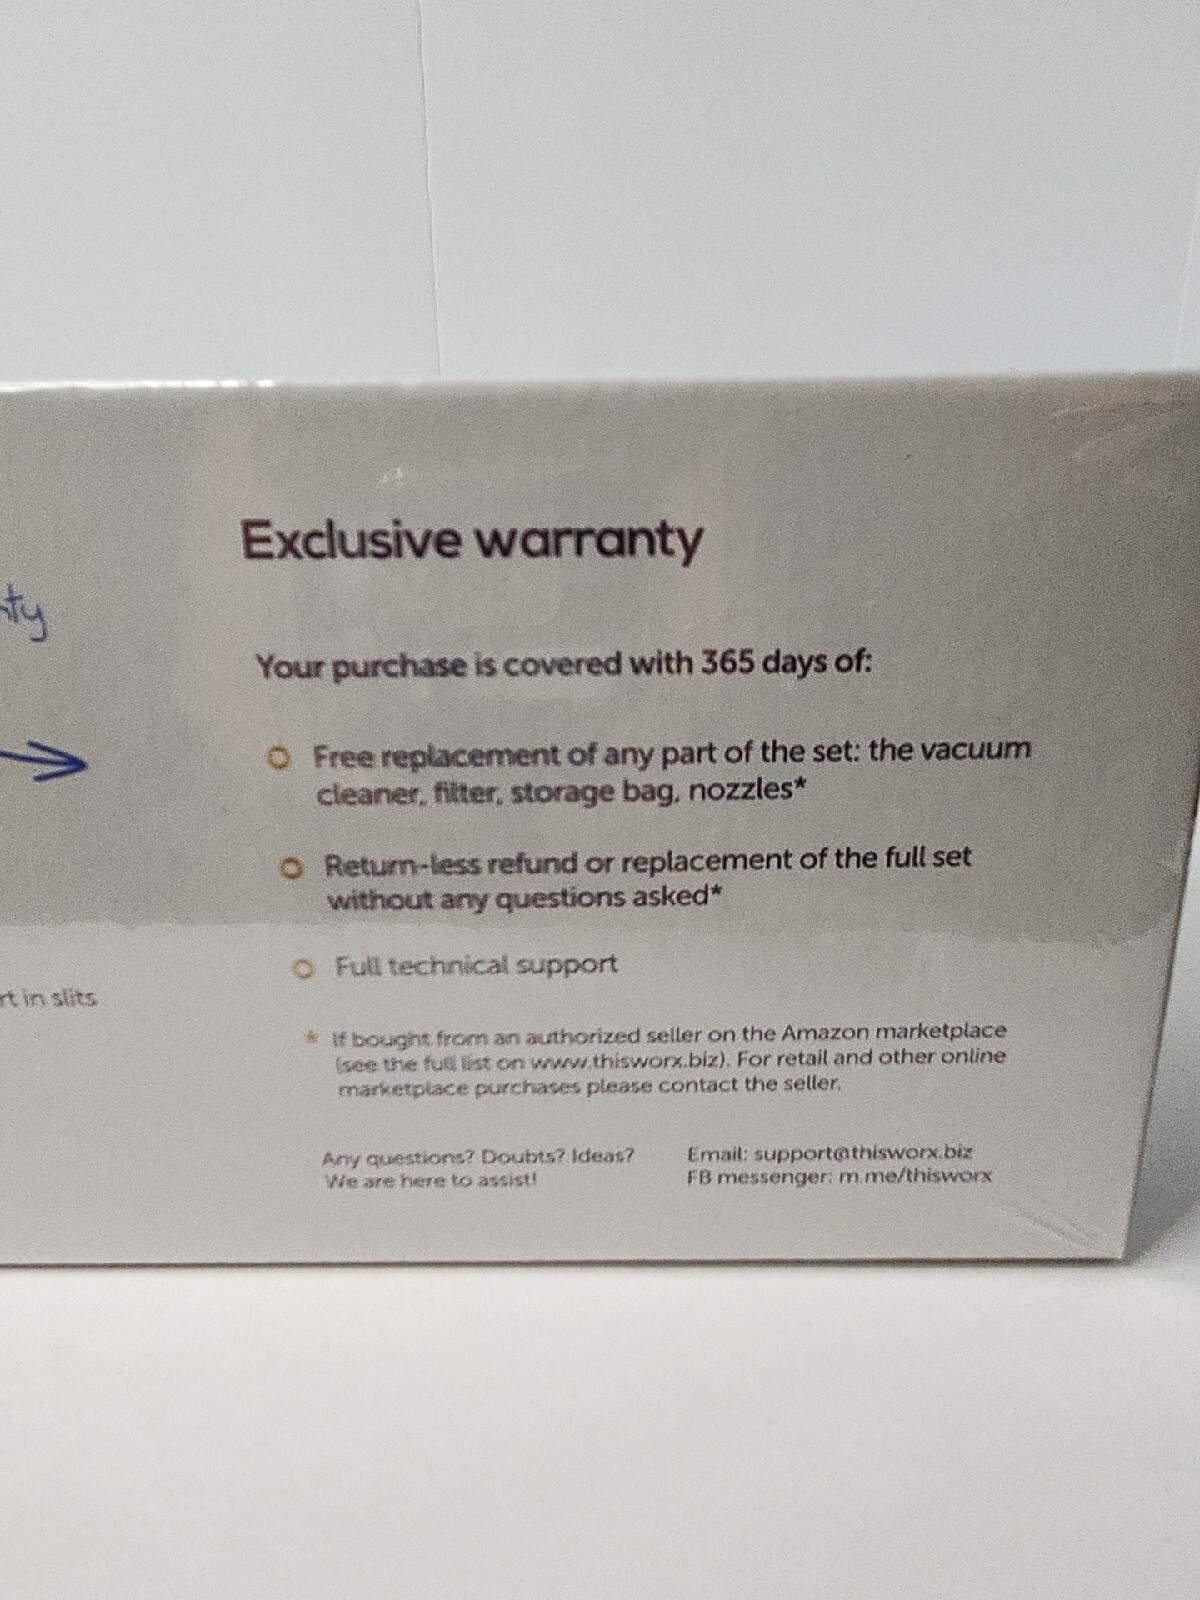 Exclusive warranty
Your purchase is covered with 365 days of:
Free replacement of any part of the set: the vacuum
cleaner, filter, storage bag, nozzles*
Return-less refund or replacement of the full set
without any questions asked*
Full technical support
* If bought from an authorized seller on the Amazon marketplace
(see the full list on www.thisworx.biz). For retail and other online
marketplace purchases please contact the seller.
Any questions? Doubts? Ideas?
We are here to assist!
Email: support@thisworx.biz
FB messenger: m.me/thisworx
in slits